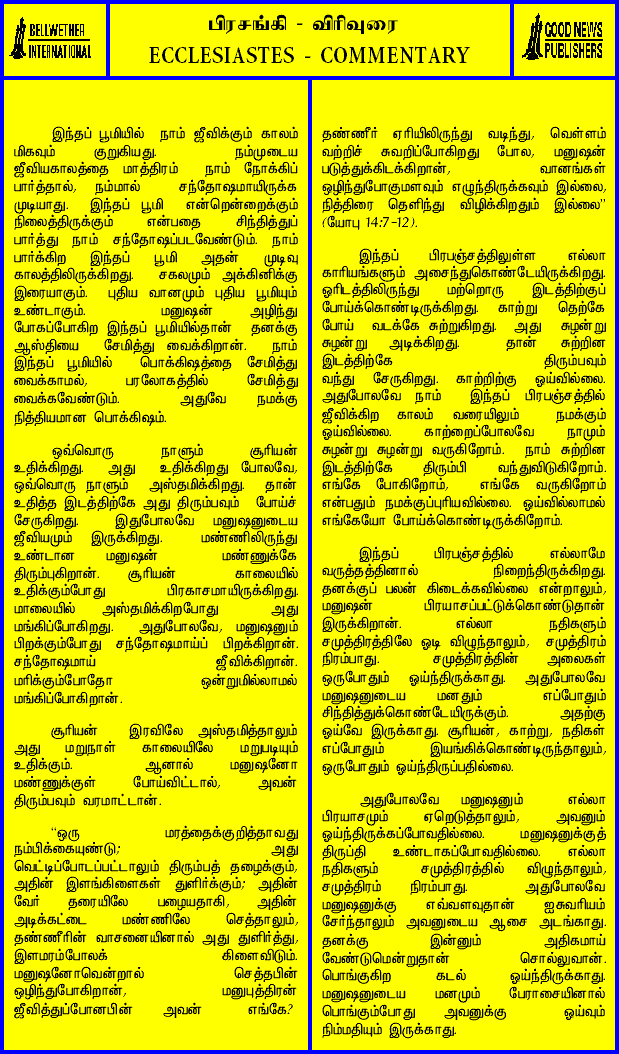 BELLWETHER
INTERNATIONAL
பிரசங்கி - விரிவுரை
ECCLESIASTES - COMMENTARY
GOOD NEWS
PUBLISHERS
இந்தப் பூமியில் நாம் ஜீவிக்கும் காலம்
மிகவும் குறுகியது. நம்முடைய
ஜீவியகாலத்தை மாத்திரம் நாம் நோக்கிப்
பார்த்தால், நம்மால் சந்தோஷமாயிருக்க
முடியாது. இந்தப் பூமி என்றென்றைக்கும்
நிலைத்திருக்கும் என்பதை சிந்தித்துப்
பார்த்து நாம் சந்தோஷப்படவேண்டும். நாம்
பார்க்கிற இந்தப் பூமி அதன் முடிவு
காலத்திலிருக்கிறது. சகலமும் அக்கினிக்கு
இரையாகும். புதிய வானமும் புதிய பூமியும்
உண்டாகும். மனுஷன் அழிந்து
போகப்போகிற இந்தப் பூமியில்தான் தனக்கு
ஆஸ்தியை சேமித்து வைக்கிறான். நாம்
இந்தப் பூமியில் பொக்கிஷத்தை சேமித்து
வைக்காமல், பரலோகத்தில் சேமித்து
வைக்கவேண்டும். அதுவே நமக்கு
நித்தியமான பொக்கிஷம்.
ஒவ்வொரு நாளும் சூரியன்
உதிக்கிறது. அது உதிக்கிறது போலவே,
ஒவ்வொரு நாளும் அஸ்தமிக்கிறது. தான்
உதித்த இடத்திற்கே அது திரும்பவும் போய்ச்
சேருகிறது. இதுபோலவே மனுஷனுடைய
ஜீவியமும் இருக்கிறது. மண்ணிலிருந்து
உண்டான மனுஷன் மண்ணுக்கே
திரும்புகிறான். சூரியன் காலையில்
உதிக்கும்போது பிரகாசமாயிருக்கிறது.
மாலையில் அஸ்தமிக்கிறபோது அது
மங்கிப்போகிறது. அதுபோலவே, மனுஷனும்
பிறக்கும்போது சந்தோஷமாய்ப் பிறக்கிறான்.
சந்தோஷமாய் ஜீவிக்கிறான்.
மரிக்கும்போதோ ஒன்றுமில்லாமல்
மங்கிப்போகிறான்.
சூரியன் இரவிலே அஸ்தமித்தாலும்
அது மறுநாள் காலையிலே மறுபடியும்
உதிக்கும். ஆனால் மனுஷனோ
மண்ணுக்குள் போய்விட்டால், அவன்
திரும்பவும் வரமாட்டான்.
"ஒரு மரத்தைக்குறித்தாவது
நம்பிக்கையுண்டு; அது
வெட்டிப்போடப்பட்டாலும் திரும்பத் தழைக்கும்,
அதின் இளங்கிளைகள் துளிர்க்கும்; அதின்
வேர் தரையிலே பழையதாகி, அதின்
அடிக்கட்டை மண்ணிலே செத்தாலும்,
தண்ணீரின் வாசனையினால் அது துளிர்த்து,
இளமரம்போலக் கிளைவிடும்.
மனுஷனோவென்றால் செத்தபின்
ஒழிந்துபோகிறான், மனுபுத்திரன்
ஜீவித்துப்போனபின் அவன் எங்கே?
தண்ணீர் ஏரியிலிருந்து வடிந்து, வெள்ளம்
வற்றிச் சுவறிப்போகிறது போல, மனுஷன்
படுத்துக்கிடக்கிறான், வானங்கள்
ஒழிந்துபோகுமளவும் எழுந்திருக்கவும் இல்லை,
நித்திரை தெளிந்து விழிக்கிறதும் இல்லை"
(யோபு 14:7-12).
இந்தப் பிரபஞ்சத்திலுள்ள எல்லா
காரியங்களும் அசைந்துகொண்டேயிருக்கிறது.
ஓரிடத்திலிருந்து மற்றொரு இடத்திற்குப்
போய்க்கொண்டிருக்கிறது. காற்று தெற்கே
போய் வடக்கே சுற்றுகிறது. அது சுழன்று
சுழன்று அடிக்கிறது. தான் சுற்றின
இடத்திற்கே திரும்பவும்
வந்து சேருகிறது. காற்றிற்கு ஓய்வில்லை.
அதுபோலவே நாம் இந்தப் பிரபஞ்சத்தில்
ஜீவிக்கிற காலம் வரையிலும் நமக்கும்
ஓய்வில்லை. காற்றைப்போலவே நாமும்
சுழன்று சுழன்று வருகிறோம். நாம் சுற்றின
இடத்திற்கே திரும்பி வந்துவிடுகிறோம்.
எங்கே போகிறோம், எங்கே வருகிறோம்
என்பதும் நமக்குப்புரியவில்லை. ஓய்வில்லாமல்
எங்கேயோ போய்க்கொண்டிருக்கிறோம்.
இந்தப் பிரபஞ்சத்தில் எல்லாமே
வருத்தத்தினால் நிறைந்திருக்கிறது.
தனக்குப் பலன் கிடைக்கவில்லை என்றாலும்,
மனுஷன் பிரயாசப்பட்டுக்கொண்டுதான்
இருக்கிறான். எல்லா நதிகளும்
சமுத்திரத்திலே ஓடி விழுந்தாலும், சமுத்திரம்
நிரம்பாது. சமுத்திரத்தின் அலைகள்
ஒருபோதும் ஓய்ந்திருக்காது. அதுபோலவே
மனுஷனுடைய மனதும் எப்போதும்
சிந்தித்துக்கொண்டேயிருக்கும். அதற்கு
ஓய்வே இருக்காது. சூரியன், காற்று, நதிகள்
எப்போதும் இயங்கிக்கொண்டிருந்தாலும்,
ஒருபோதும் ஓய்ந்திருப்பதில்லை.
அதுபோலவே மனுஷனும் எல்லா
பிரயாசமும் ஏறெடுத்தாலும், அவனும்
ஓய்ந்திருக்கப்போவதில்லை. மனுஷனுக்குத்
திருப்தி உண்டாகப்போவதில்லை. எல்லா
நதிகளும் சமுத்திரத்தில் விழுந்தாலும்,
சமுத்திரம் நிரம்பாது. அதுபோலவே
மனுஷனுக்கு எவ்வளவுதான் ஐசுவரியம்
சேர்ந்தாலும் அவனுடைய ஆசை அடங்காது.
தனக்கு இன்னும் அதிகமாய்
வேண்டுமென்றுதான் சொல்லுவான்.
பொங்குகிற கடல் ஓய்ந்திருக்காது.
மனுஷனுடைய மனமும் பேராசையினால்
பொங்கும்போது அவனுக்கு ஓய்வும்
நிம்மதியும் இருக்காது.